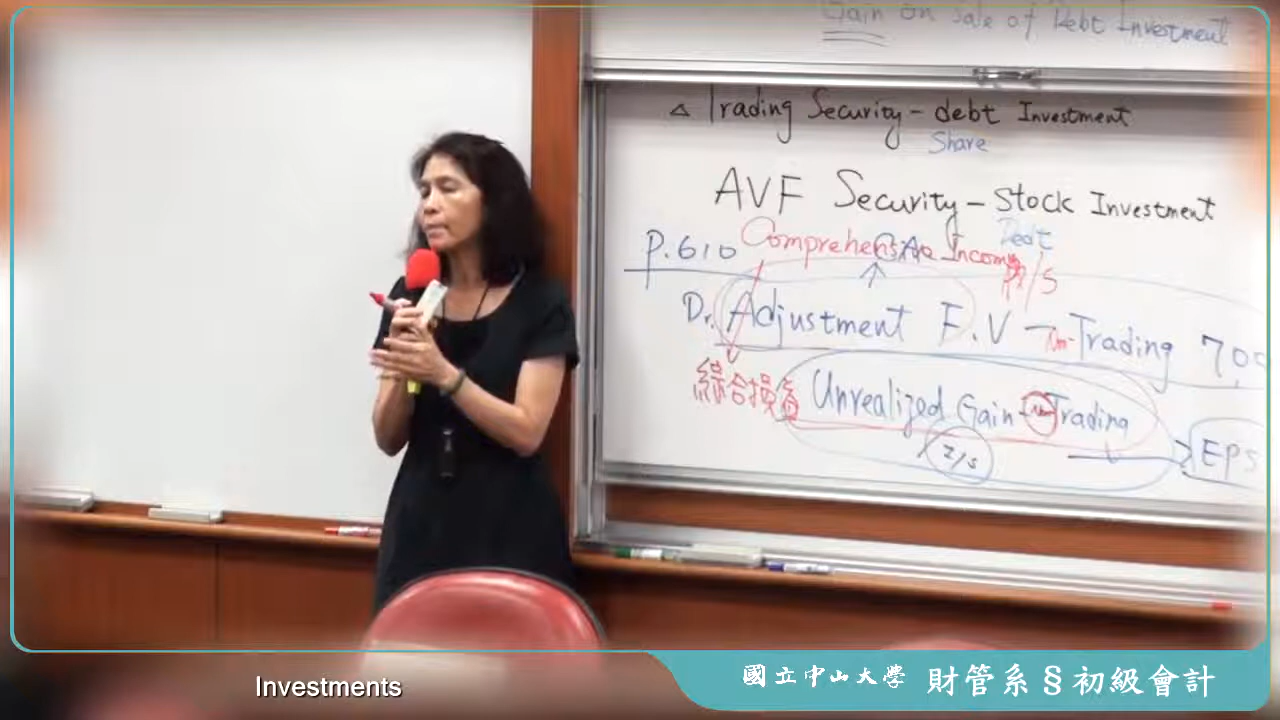 Gain on Sale of Debt Investment
△ Trading Security - debt Investment
Share
AVF Security - Stock Investment
Debt
P.610 Comprehensive Income
P/S
Dr. Adjustment F.V - Trading 700
綜合損益 Unrealized Gain - Trading
I/S
EPS
Investments
國立中山大學 財管系§初級會計